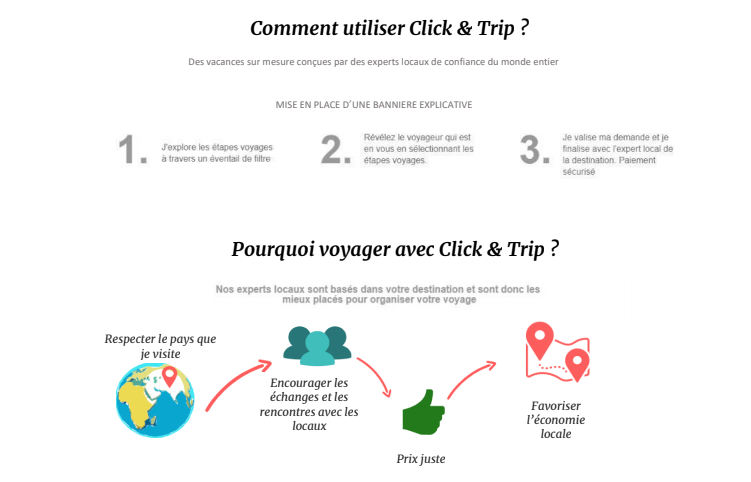 Comment utiliser Click & Trip ?
Des vacances sur mesure conçues par des experts locaux de confiance du monde entier
MISE EN PLACE D'UNE BANNIERE EXPLICATIVE
1.
J'explore les étapes voyages
à travers un éventail de filtre
2.
Révélez le voyageur qui est
en vous en sélectionnant les
étapes voyages.
3.
Je valise ma demande et je
finalise avec l'expert local de
la destination. Paiement
sécurisé
Pourquoi voyager avec Click & Trip ?
Nos experts locaux sont basés dans votre destination et sont donc les
mieux placés pour organiser votre voyage
Respecter le pays que
je visite
Encourager les
échanges et les
rencontres avec les
locaux
Prix juste
Favoriser
l'économie
locale